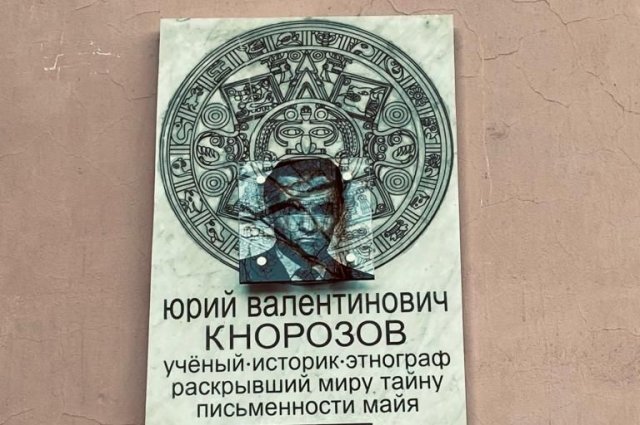 ЮРИЙ ВАЛЕНТИНОВИЧ
КНОРОЗОВ
УЧЁНЫЙ·ИСТОРИК·ЭТНОГРАФ
РАСКРЫВШИЙ МИРУ ТАЙНУ
ПИСЬМЕННОСТИ МАЙЯ